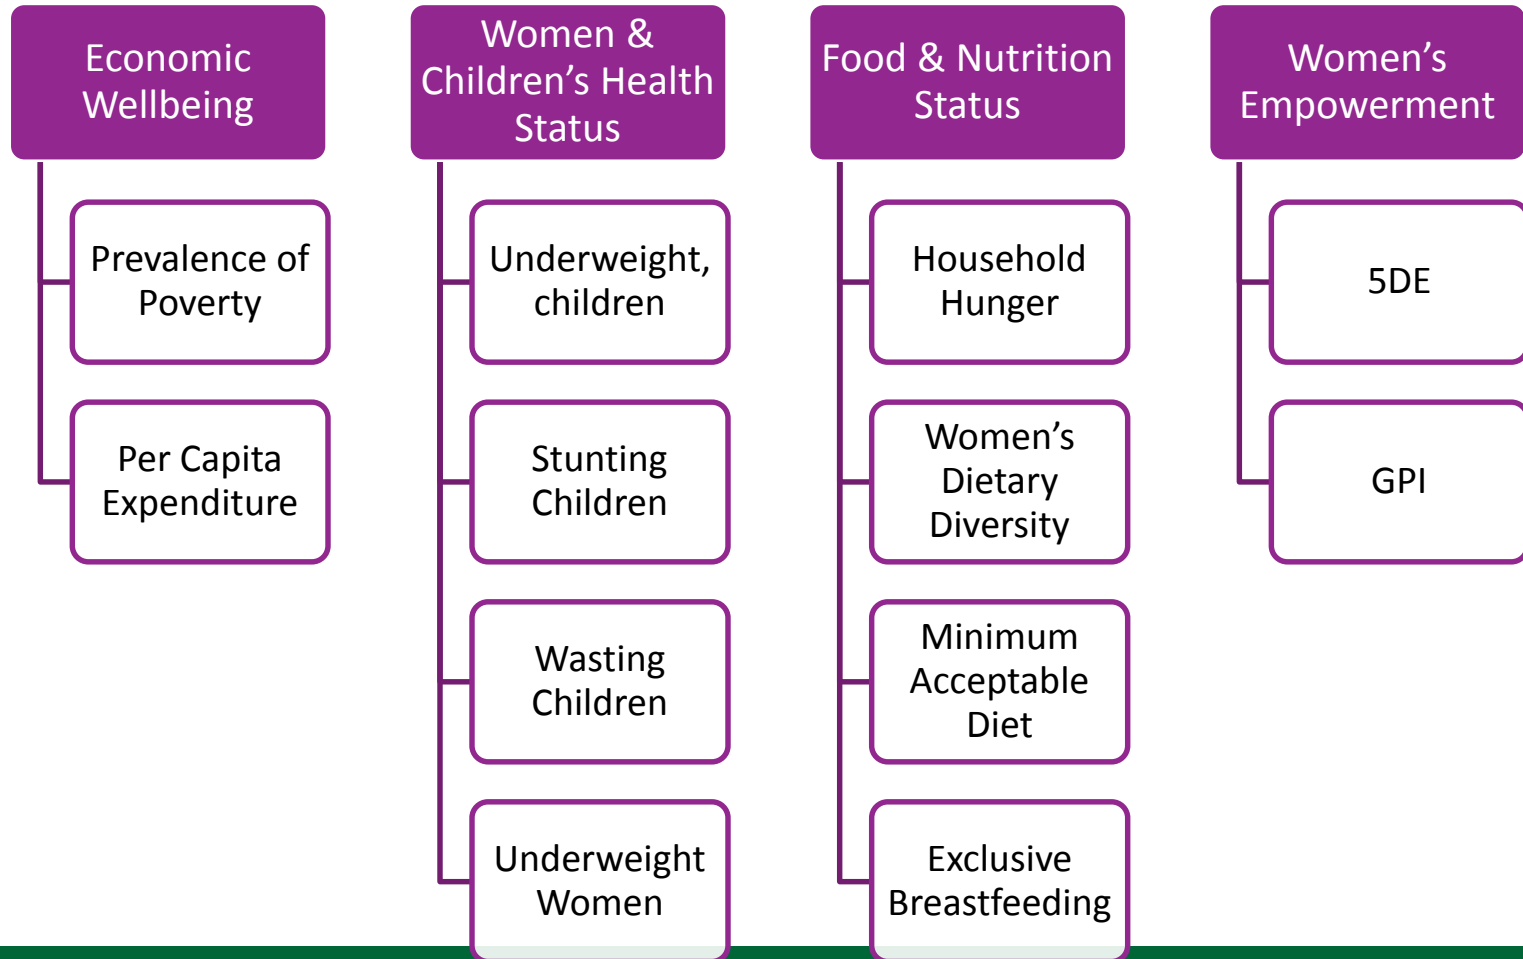 Economic
Wellbeing
Prevalence of
Poverty
Per Capita
Expenditure
Women &
Children’s Health
Status
Underweight,
children
Stunting
Children
Wasting
Children
Underweight
Women
Food & Nutrition
Status
Household
Hunger
Women’s
Dietary
Diversity
Minimum
Acceptable
Diet
Exclusive
Breastfeeding
Women’s
Empowerment
5DE
GPI